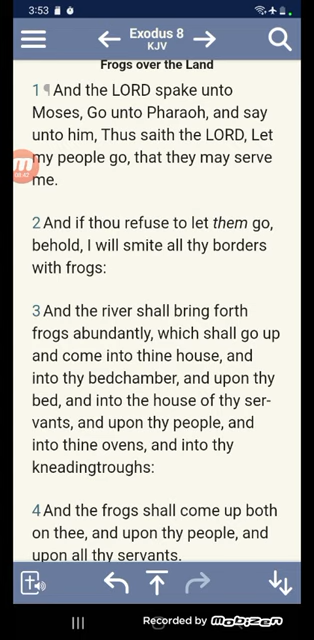 3:53
Exodus 8
KJV
Frogs over the Land
1 ¶ And the LORD spake unto
Moses, Go unto Pharaoh, and say
unto him, Thus saith the LORD, Let
my people go, that they may serve
me.
08:42
2 And if thou refuse to let them go,
behold, I will smite all thy borders
with frogs:
3 And the river shall bring forth
frogs abundantly, which shall go up
and come into thine house, and
into thy bedchamber, and upon thy
bed, and into the house of thy ser-
vants, and upon thy people, and
into thine ovens, and into thy
kneadingtroughs:
4 And the frogs shall come up both
on thee, and upon thy people, and
upon all thy servants.
Recorded by mobizen